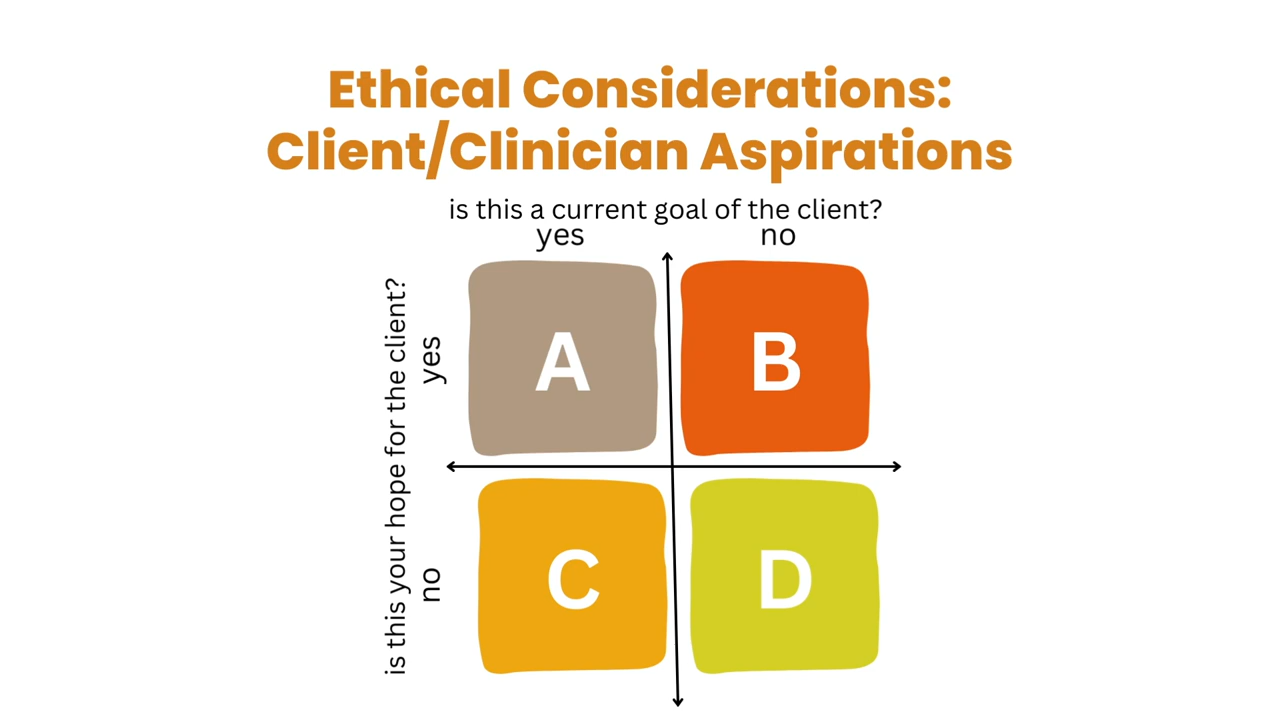 Ethical Considerations:
Client/Clinician Aspirations
is this a current goal of the client?
yes
no
is this your hope for the client?
yes
no
A
B
C
D